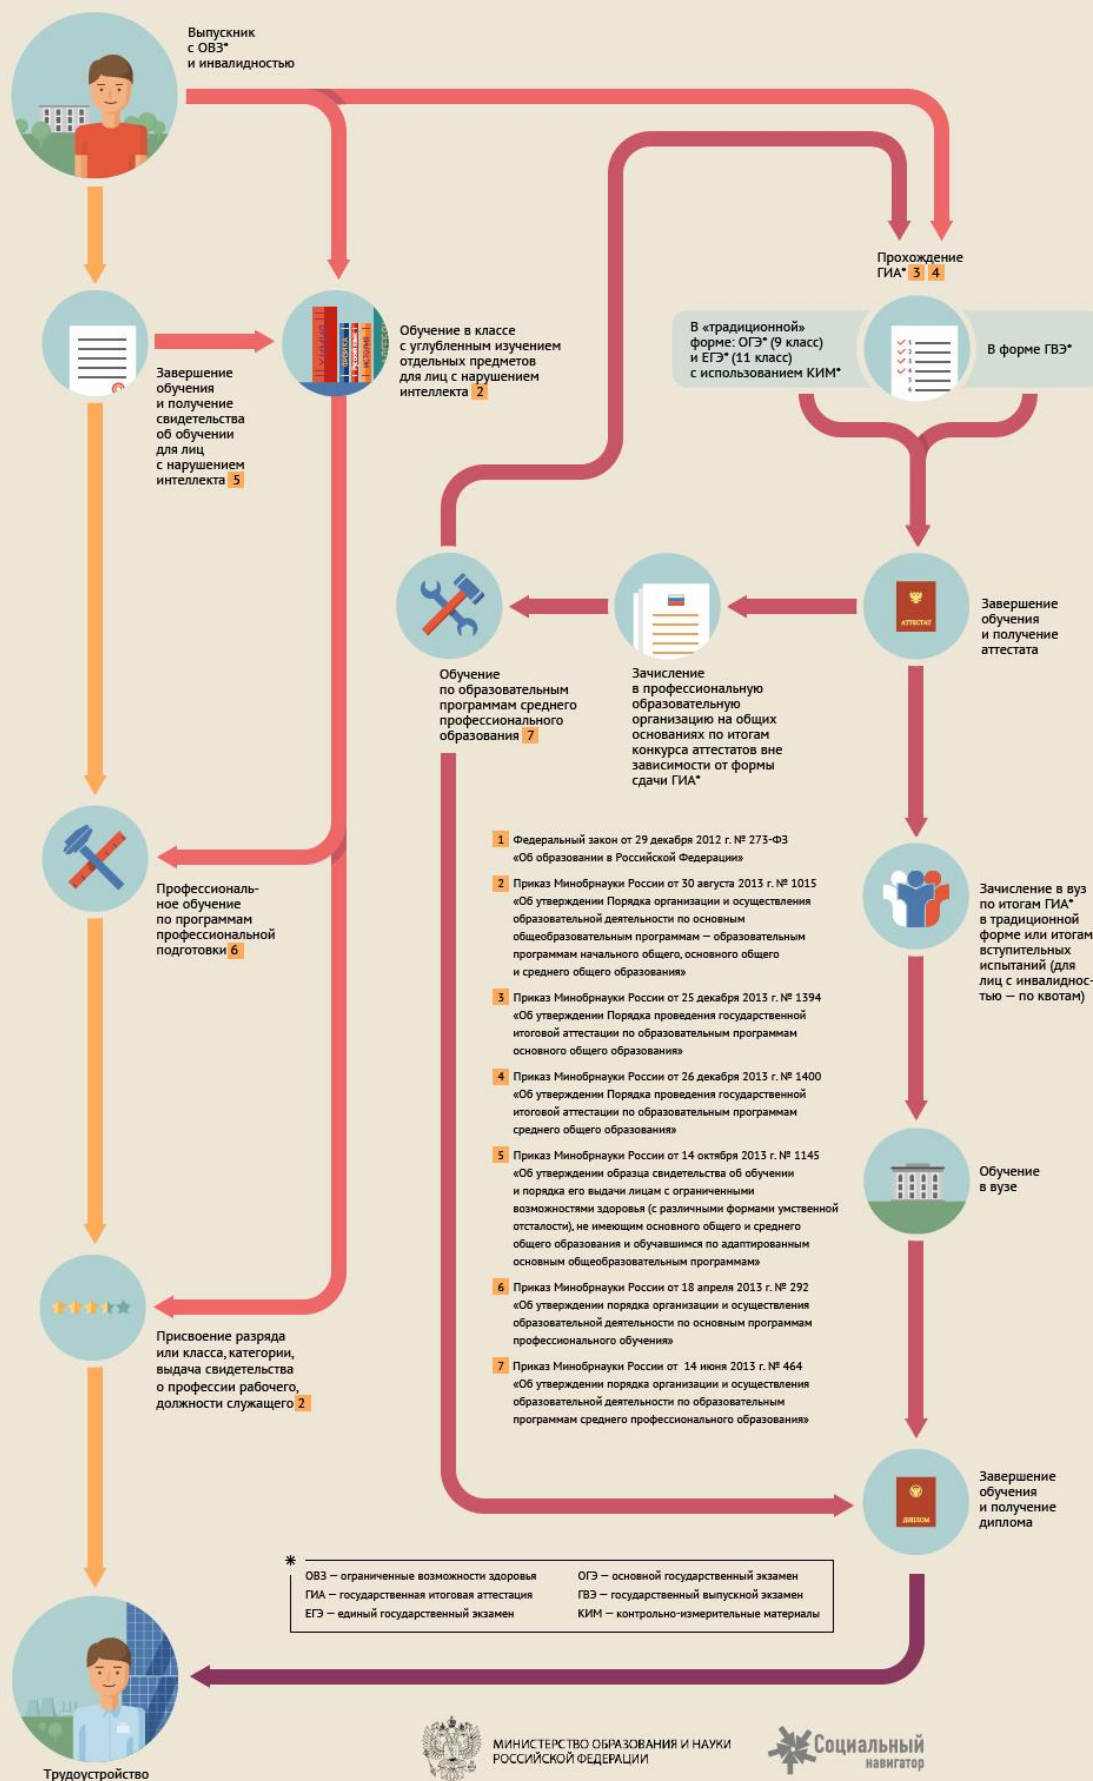 Выпускник
с ОВЗ*
и инвалидностью
Прохождение
ГИА* 3 4
В «традиционной»
форме: ОГЭ* (9 класс)
и ЕГЭ* (11 класс)
с использованием КИМ*
В форме ГВЭ*
Завершение
обучения
и получение
свидетельства
об обучении
для лиц
с нарушением
интеллекта 5
ФИЗИКА
ИСТОРИЯ
Обучение в классе
с углубленным изучением
отдельных предметов
для лиц с нарушением
интеллекта 2
АТТЕСТАТ
Завершение
обучения
и получение
аттестата
Зачисление
в профессиональную
образовательную
организацию на общих
основаниях по итогам
конкурса аттестатов вне
зависимости от формы
сдачи ГИА*
Обучение
по образовательным
программам среднего
профессионального
образования 7
Профессиональ-
ное обучение
по программам
профессиональной
подготовки 6
1 Федеральный закон от 29 декабря 2012 г. № 273-ФЗ
«Об образовании в Российской Федерации»
2 Приказ Минобрнауки России от 30 августа 2013 г. № 1015
«Об утверждении Порядка организации и осуществления
образовательной деятельности по основным
общеобразовательным программам — образовательным
программам начального общего, основного общего
и среднего общего образования»
3 Приказ Минобрнауки России от 25 декабря 2013 г. № 1394
«Об утверждении Порядка проведения государственной
итоговой аттестации по образовательным программам
основного общего образования»
4 Приказ Минобрнауки России от 26 декабря 2013 г. № 1400
«Об утверждении Порядка проведения государственной
итоговой аттестации по образовательным программам
среднего общего образования»
5 Приказ Минобрнауки России от 14 октября 2013 г. № 1145
«Об утверждении образца свидетельства об обучении
и порядка его выдачи лицам с ограниченными
возможностями здоровья (с различными формами умственной
отсталости), не имеющим основного общего и среднего
общего образования и обучавшимся по адаптированным
основным общеобразовательным программам»
6 Приказ Минобрнауки России от 18 апреля 2013 г. № 292
«Об утверждении порядка организации и осуществления
образовательной деятельности по основным программам
профессионального обучения»
7 Приказ Минобрнауки России от 14 июня 2013 г. № 464
«Об утверждении порядка организации и осуществления
образовательной деятельности по образовательным
программам среднего профессионального образования»
Зачисление в вуз
по итогам ГИА*
в традиционной
форме или итогам
вступительных
испытаний (для
лиц с инвалиднос-
тью — по квотам)
Обучение
в вузе
Присвоение разряда
или класса, категории,
выдача свидетельства
о профессии рабочего,
должности служащего 2
ДИПЛОМ
Завершение
обучения
и получение
диплома
*
ОВЗ — ограниченные возможности здоровья
ГИА — государственная итоговая аттестация
ЕГЭ — единый государственный экзамен
ОГЭ — основной государственный экзамен
ГВЭ — государственный выпускной экзамен
КИМ — контрольно-измерительные материалы
Трудоустройство
МИНИСТЕРСТВО ОБРАЗОВАНИЯ И НАУКИ
РОССИЙСКОЙ ФЕДЕРАЦИИ
Социальный
навигатор